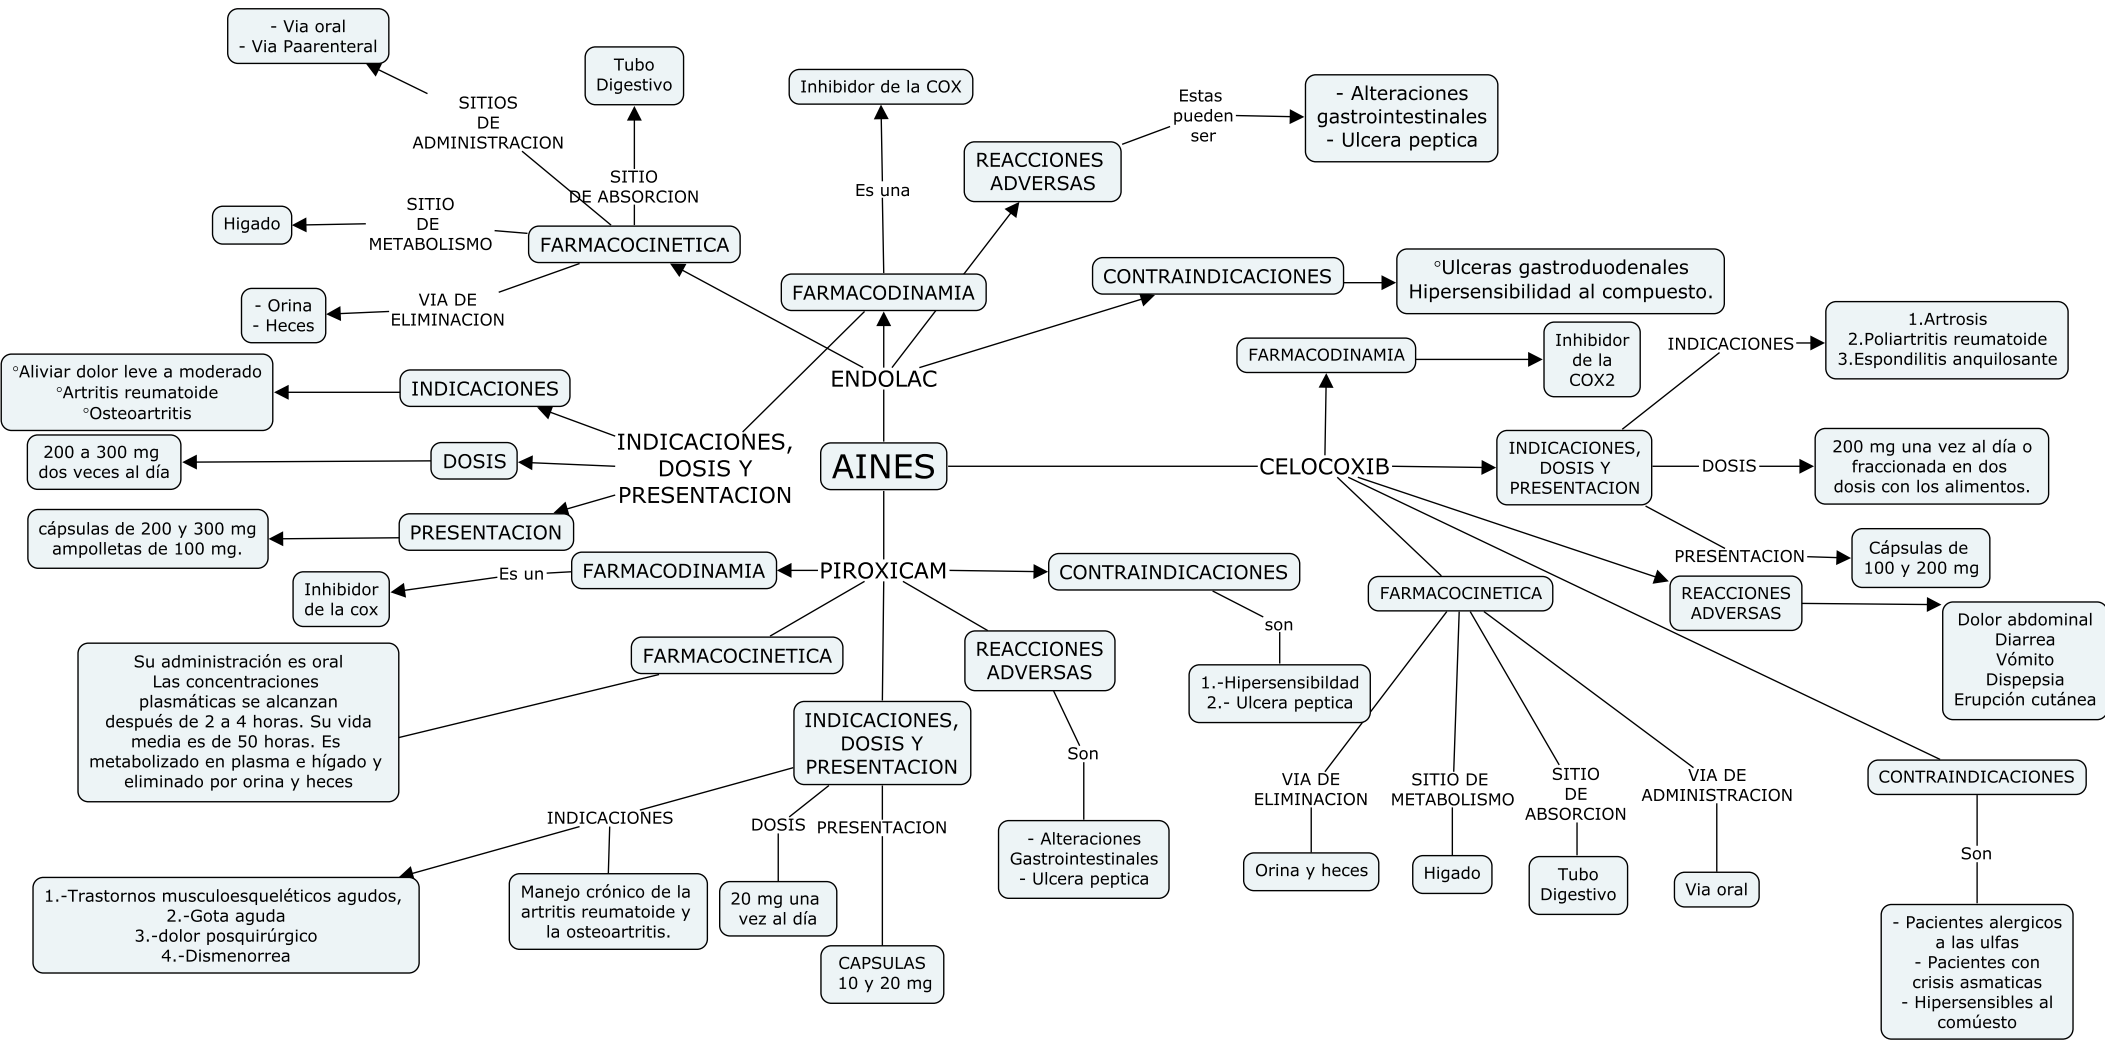 - Via oral
- Via Paarenteral
SITIOS
DE
ADMINISTRACION
Tubo
Digestivo
SITIO
DE ABSORCION
Higado
SITIO
DE
METABOLISMO
FARMACOCINETICA
- Orina
- Heces
VIA DE
ELIMINACION
Inhibidor de la COX
Es una
FARMACODINAMIA
REACCIONES
ADVERSAS
Estas
pueden
ser
- Alteraciones
gastrointestinales
- Ulcera peptica
CONTRAINDICACIONES
°Ulceras gastroduodenales
Hipersensibilidad al compuesto.
ENDOLAC
°Aliviar dolor leve a moderado
°Artritis reumatoide
°Osteoartritis
INDICACIONES
200 a 300 mg
dos veces al día
DOSIS
INDICACIONES,
DOSIS Y
PRESENTACION
cápsulas de 200 y 300 mg
ampolletas de 100 mg.
PRESENTACION
AINES
CELOCOXIB
FARMACODINAMIA
Inhibidor
de la
COX2
INDICACIONES
1.Artrosis
2.Poliartritis reumatoide
3.Espondilitis anquilosante
INDICACIONES,
DOSIS Y
PRESENTACION
DOSIS
200 mg una vez al día o
fraccionada en dos
dosis con los alimentos.
PRESENTACION
Cápsulas de
100 y 200 mg
REACCIONES
ADVERSAS
Dolor abdominal
Diarrea
Vómito
Dispepsia
Erupción cutánea
FARMACOCINETICA
VIA DE
ELIMINACION
Orina y heces
SITIO DE
METABOLISMO
Higado
SITIO
DE
ABSORCION
Tubo
Digestivo
VIA DE
ADMINISTRACION
Via oral
CONTRAINDICACIONES
Son
- Pacientes alergicos
a las ulfas
- Pacientes con
crisis asmaticas
- Hipersensibles al
comúesto
PIROXICAM
FARMACODINAMIA
Es un
Inhibidor
de la cox
CONTRAINDICACIONES
son
1.-Hipersensibildad
2.- Ulcera peptica
FARMACOCINETICA
Su administración es oral
Las concentraciones
plasmáticas se alcanzan
después de 2 a 4 horas. Su vida
media es de 50 horas. Es
metabolizado en plasma e hígado y
eliminado por orina y heces
REACCIONES
ADVERSAS
Son
- Alteraciones
Gastrointestinales
- Ulcera peptica
INDICACIONES,
DOSIS Y
PRESENTACION
INDICACIONES
1.-Trastornos musculoesqueléticos agudos,
2.-Gota aguda
3.-dolor posquirúrgico
4.-Dismenorrea
Manejo crónico de la
artritis reumatoide y
la osteoartritis.
DOSIS
20 mg una
vez al día
PRESENTACION
CAPSULAS
10 y 20 mg